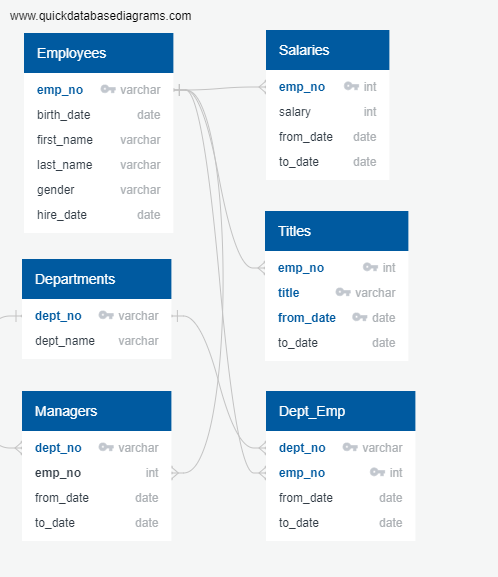 www.quickdatabasediagrams.com
Employees
emp_no varchar
birth_date date
first_name varchar
last_name varchar
gender varchar
hire_date date
Salaries
emp_no int
salary int
from_date date
to_date date
Titles
emp_no int
title varchar
from_date date
to_date date
Departments
dept_no varchar
dept_name varchar
Managers
dept_no varchar
emp_no int
from_date date
to_date date
Dept_Emp
dept_no varchar
emp_no int
from_date date
to_date date